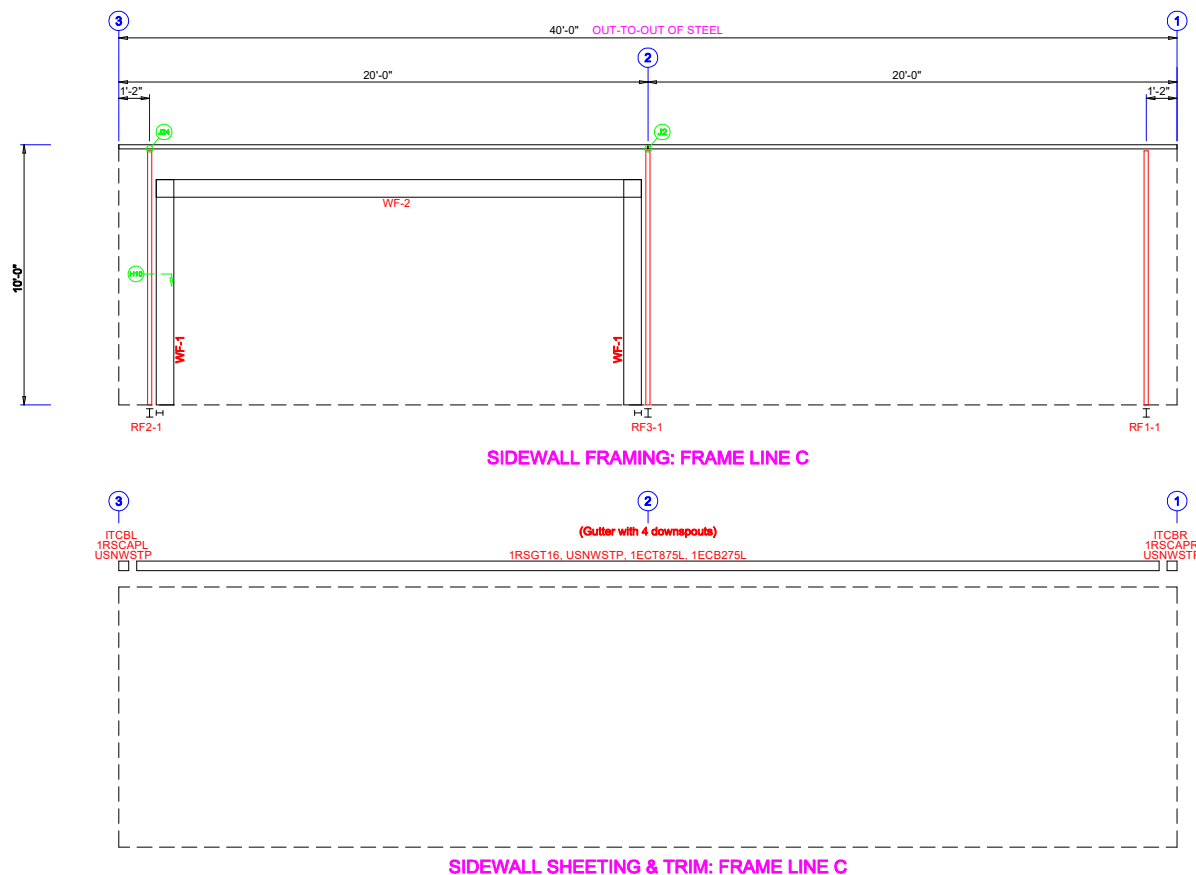 3
1
40'-0" OUT-TO-OUT OF STEEL
2
20'-0"
20'-0"
1'-2"
1'-2"
J24
J2
WF-2
10'-0"
H10
WF-1
WF-1
RF2-1
RF3-1
RF1-1
SIDEWALL FRAMING: FRAME LINE C
3
2
1
(Gutter with 4 downspouts)
ITCBL
1RSCAPL
USNWSTP
1RSGT16, USNWSTP, 1ECT875L, 1ECB275L
ITCBR
1RSCAPR
USNWSTP
SIDEWALL SHEETING & TRIM: FRAME LINE C